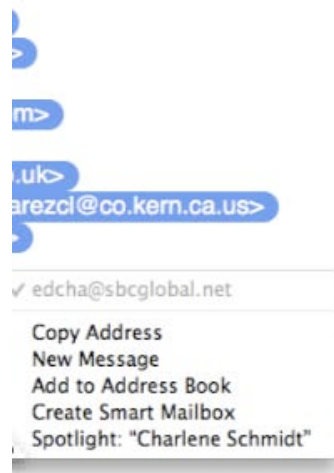 >
m>
.uk>
arezcl@co.kern.ca.us>
>
✓ edcha@sbcglobal.net
Copy Address
New Message
Add to Address Book
Create Smart Mailbox
Spotlight: “Charlene Schmidt”